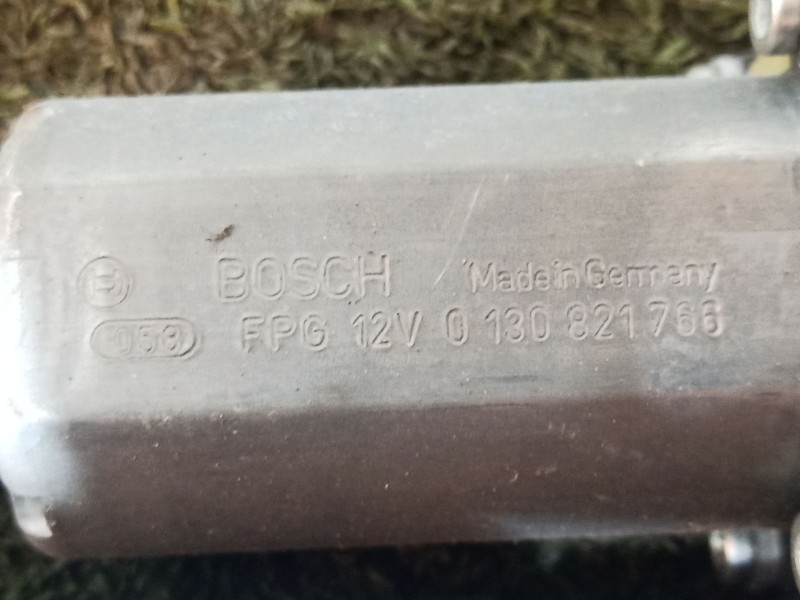 BOSCH Made in Germany
058 FPG 12V 0 130 821 766